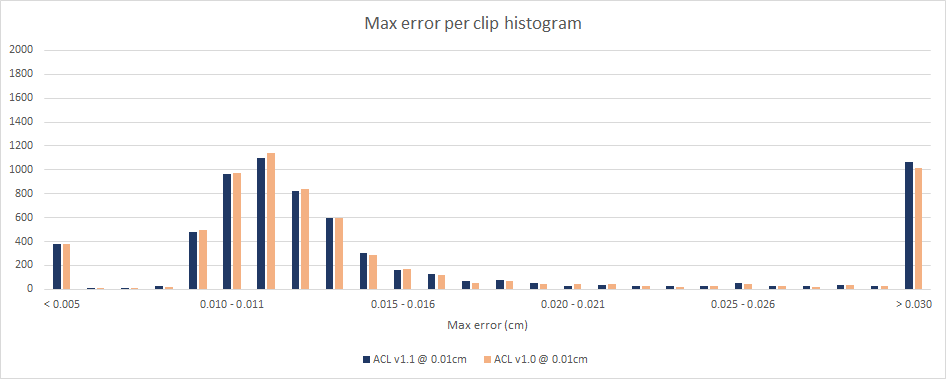 Max error per clip histogram
2000
1800
1600
1400
1200
1000
800
600
400
200
0
< 0.005 0.010 - 0.011 0.015 - 0.016 0.020 - 0.021 0.025 - 0.026 > 0.030
Max error (cm)
ACL v1.1 @ 0.01cm ACL v1.0 @ 0.01cm